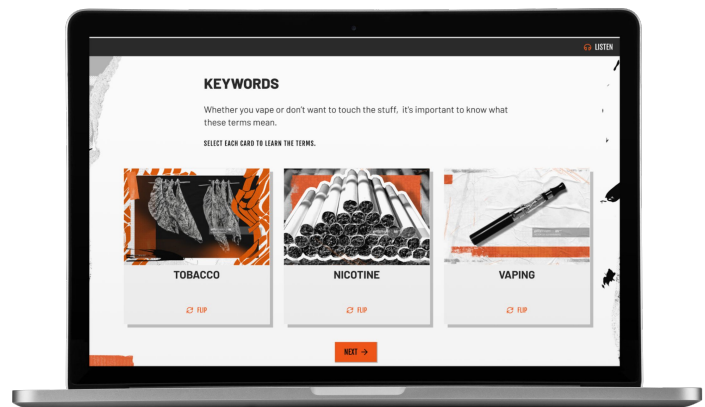 LISTEN
KEYWORDS
Whether you vape or don't want to touch the stuff, it's important to know what
these terms mean.
SELECT EACH CARD TO LEARN THE TERMS.
TOBACCO
NICOTINE
VAPING
FLIP
FLIP
FLIP
NEXT →